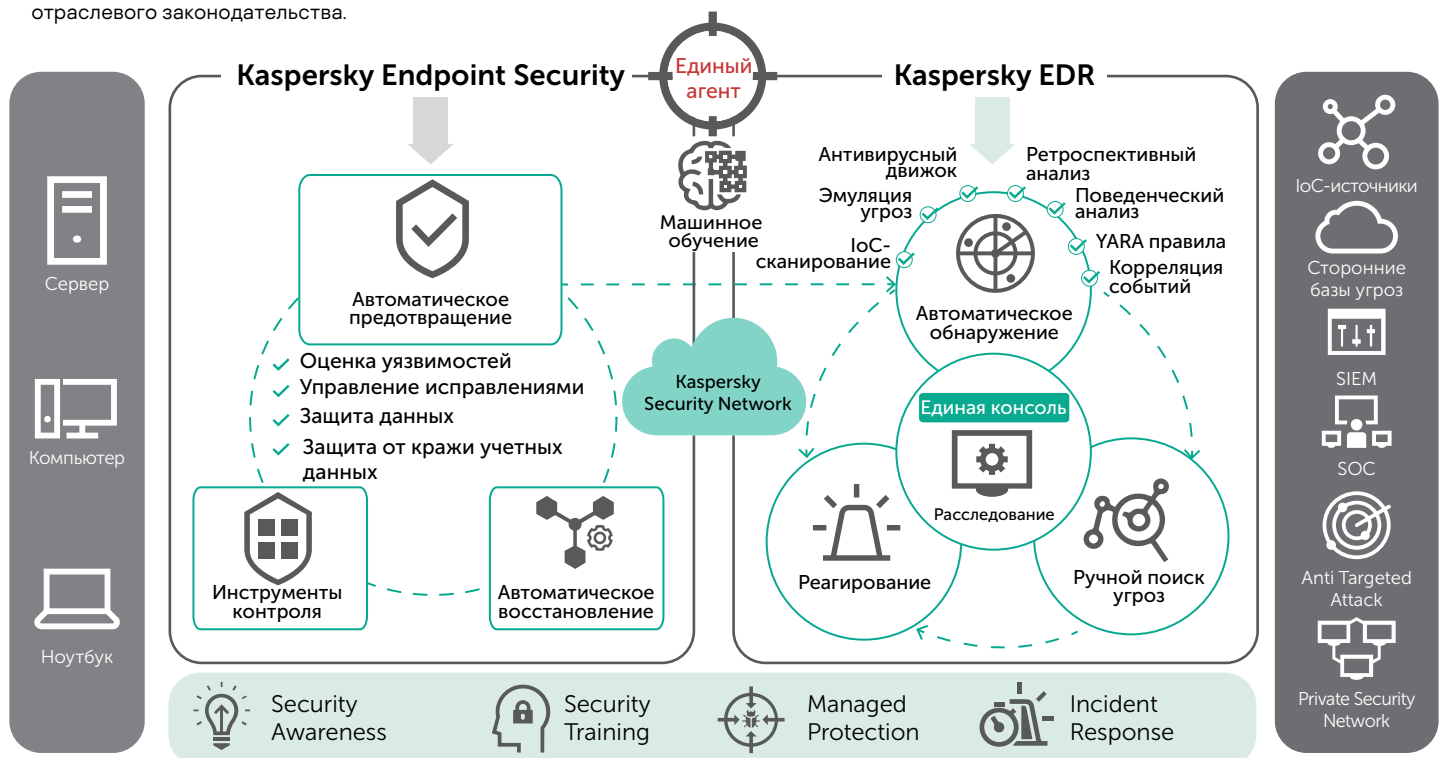 отраслевого законодательства.
Kaspersky Endpoint Security
Единый
агент
Kaspersky EDR
Сервер
Компьютер
Ноутбук
Автоматическое
предотвращение
Оценка уязвимостей
Управление исправлениями
Защита данных
Защита от кражи учетных
данных
Инструменты
контроля
Автоматическое
восстановление
Машинное
обучение
Kaspersky
Security Network
Антивирусный
движок
Эмуляция
угроз
IoC-
сканирование
Ретроспективный
анализ
Поведенческий
анализ
YARA правила
Корреляция
событий
Автоматическое
обнаружение
Единая консоль
Расследование
Реагирование
Ручной поиск
угроз
IoC-источники
Сторонние
базы угроз
SIEM
SOC
Anti Targeted
Attack
Private Security
Network
Security
Awareness
Security
Training
Managed
Protection
Incident
Response